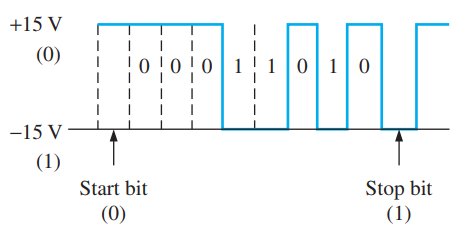 +15 V
(0)
0 0 0 1 1 0 1 0
−15 V
(1)
Start bit
(0)
Stop bit
(1)